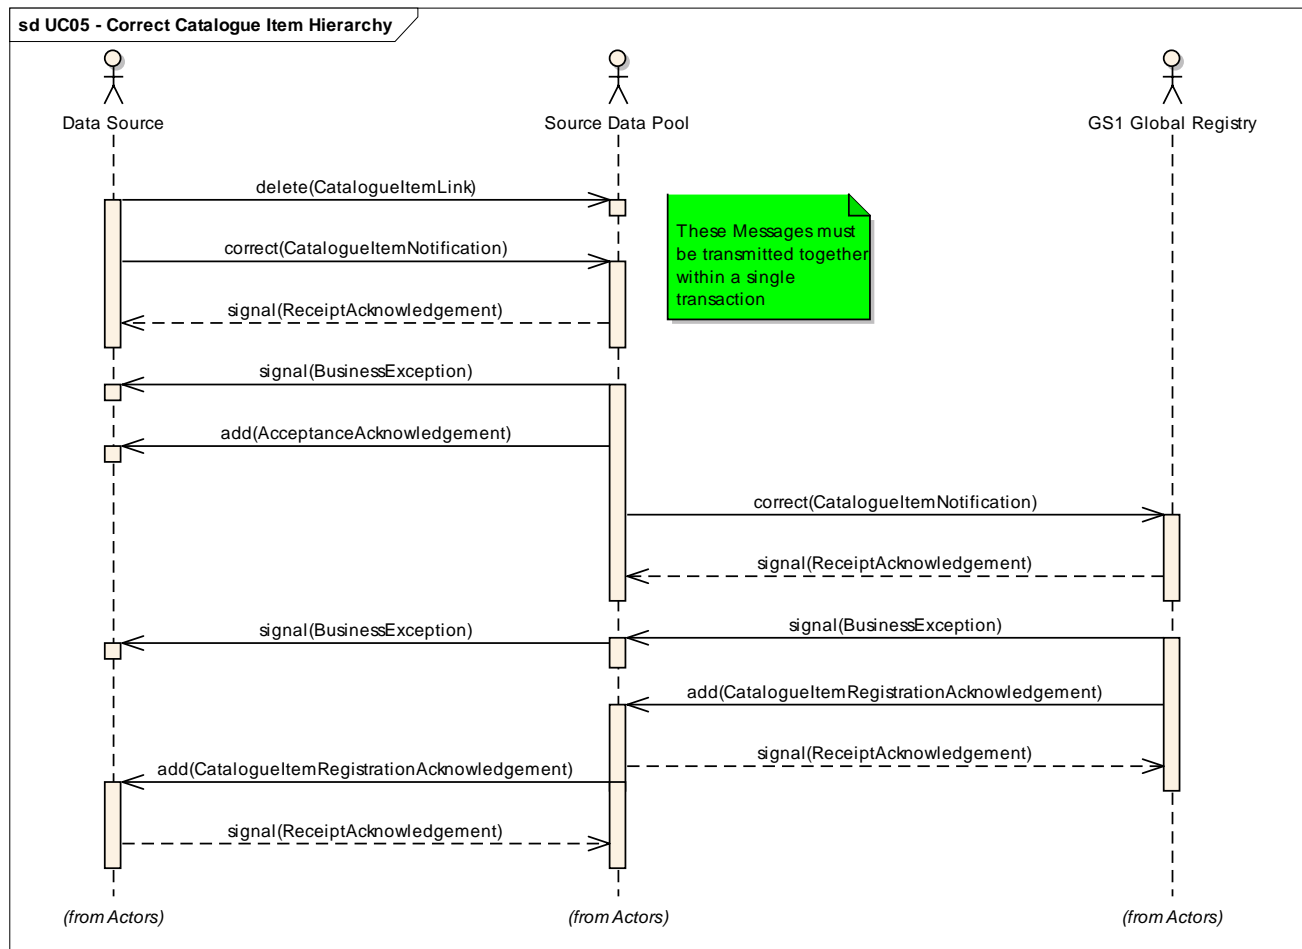 sd UC05 - Correct Catalogue Item Hierarchy
Data Source
Source Data Pool
GS1 Global Registry
delete(CatalogueItemLink)
These Messages must
be transmitted together
within a single
transaction
correct(CatalogueItemNotification)
signal(ReceiptAcknowledgement)
signal(BusinessException)
add(AcceptanceAcknowledgement)
correct(CatalogueItemNotification)
signal(ReceiptAcknowledgement)
signal(BusinessException)
signal(BusinessException)
add(CatalogueItemRegistrationAcknowledgement)
signal(ReceiptAcknowledgement)
add(CatalogueItemRegistrationAcknowledgement)
signal(ReceiptAcknowledgement)
(from Actors)
(from Actors)
(from Actors)